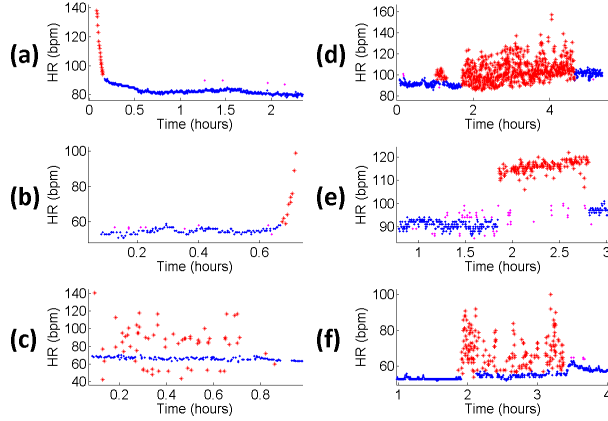 (a)
HR (bpm)
140
120
100
80
0
0.5
1
1.5
2
Time (hours)
(b)
HR (bpm)
100
80
60
0.2
0.4
0.6
Time (hours)
(c)
HR (bpm)
140
120
100
80
60
40
0.2
0.4
0.6
0.8
Time (hours)
(d)
HR (bpm)
160
140
120
100
80
0
2
4
Time (hours)
(e)
HR (bpm)
120
110
100
90
1
1.5
2
2.5
3
Time (hours)
(f)
HR (bpm)
100
80
60
1
2
3
4
Time (hours)